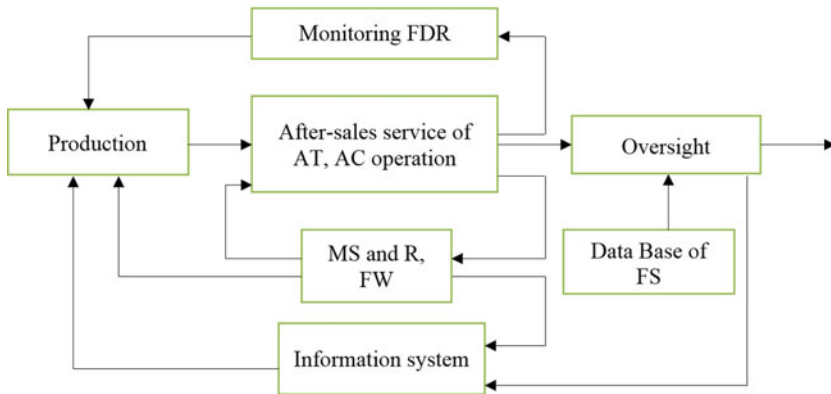 Monitoring FDR
Production
After-sales service of
AT, AC operation
Oversight
MS and R,
FW
Data Base of
FS
Information system